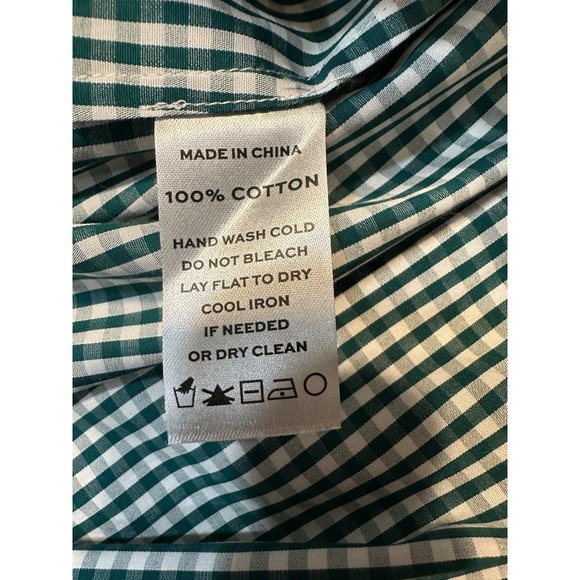 MADE IN CHINA
100% COTTON
HAND WASH COLD
DO NOT BLEACH
LAY FLAT TO DRY
COOL IRON
IF NEEDED
OR DRY CLEAN